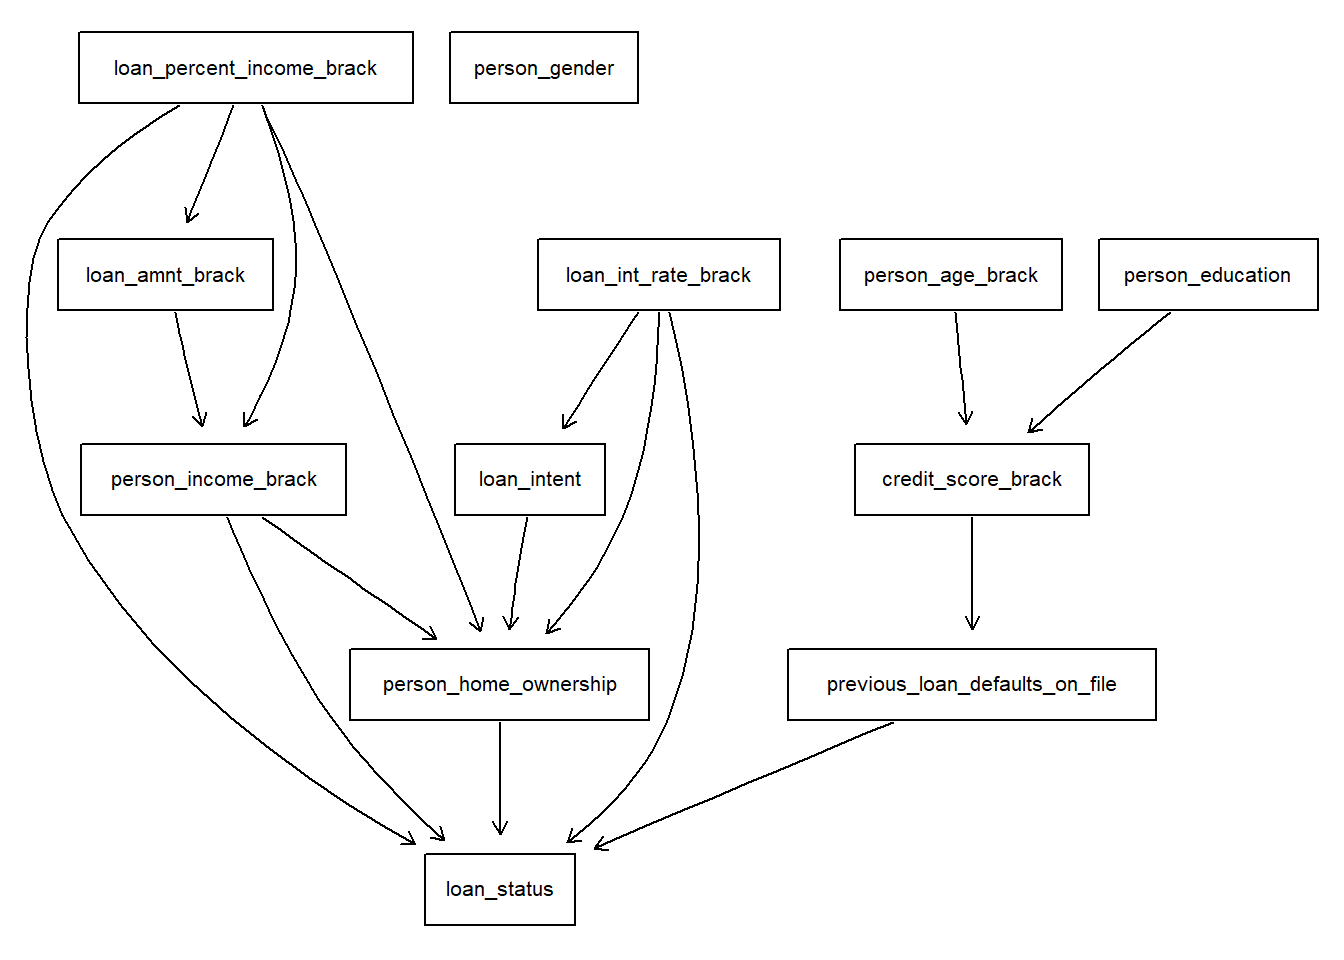 loan_percent_income_brack
person_gender
loan_amnt_brack
loan_int_rate_brack
person_age_brack
person_education
person_income_brack
loan_intent
credit_score_brack
person_home_ownership
previous_loan_defaults_on_file
loan_status